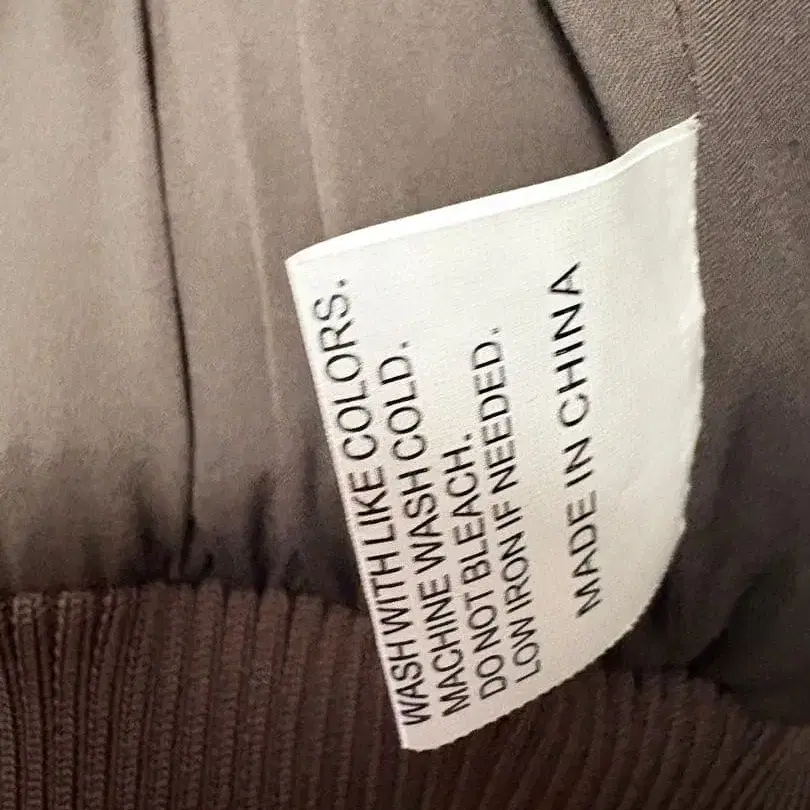 WASH WITH LIKE COLORS.
MACHINE WASH COLD.
DO NOT BLEACH.
LOW IRON IF NEEDED.
MADE IN CHINA